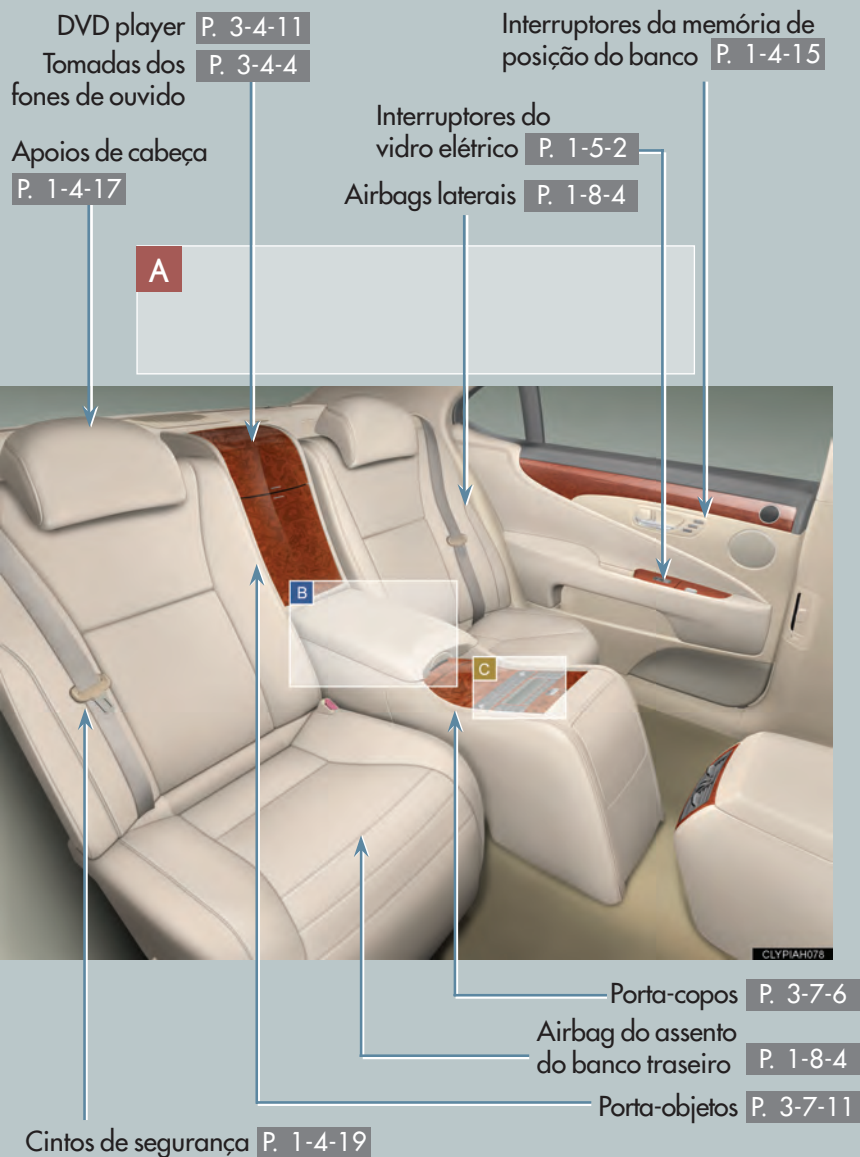 DVD player P. 3-4-11
Tomadas dos P. 3-4-4
fones de ouvido
Interruptores da memória de
posição do banco P. 1-4-15
Interruptores do
vidro elétrico P. 1-5-2
Apoios de cabeça
P. 1-4-17
Airbags laterais P. 1-8-4
A
B
C
CLYPIAH078
Porta-copos P. 3-7-6
Airbag do assento
do banco traseiro P. 1-8-4
Porta-objetos P. 3-7-11
Cintos de segurança P. 1-4-19